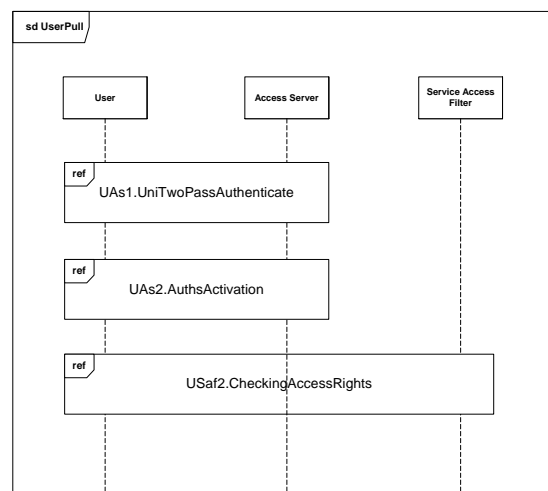 sd UserPull
User
Access Server
Service Access
Filter
ref
UAs1.UniTwoPassAuthenticate
ref
UAs2.AuthsActivation
ref
USaf2.CheckingAccessRights